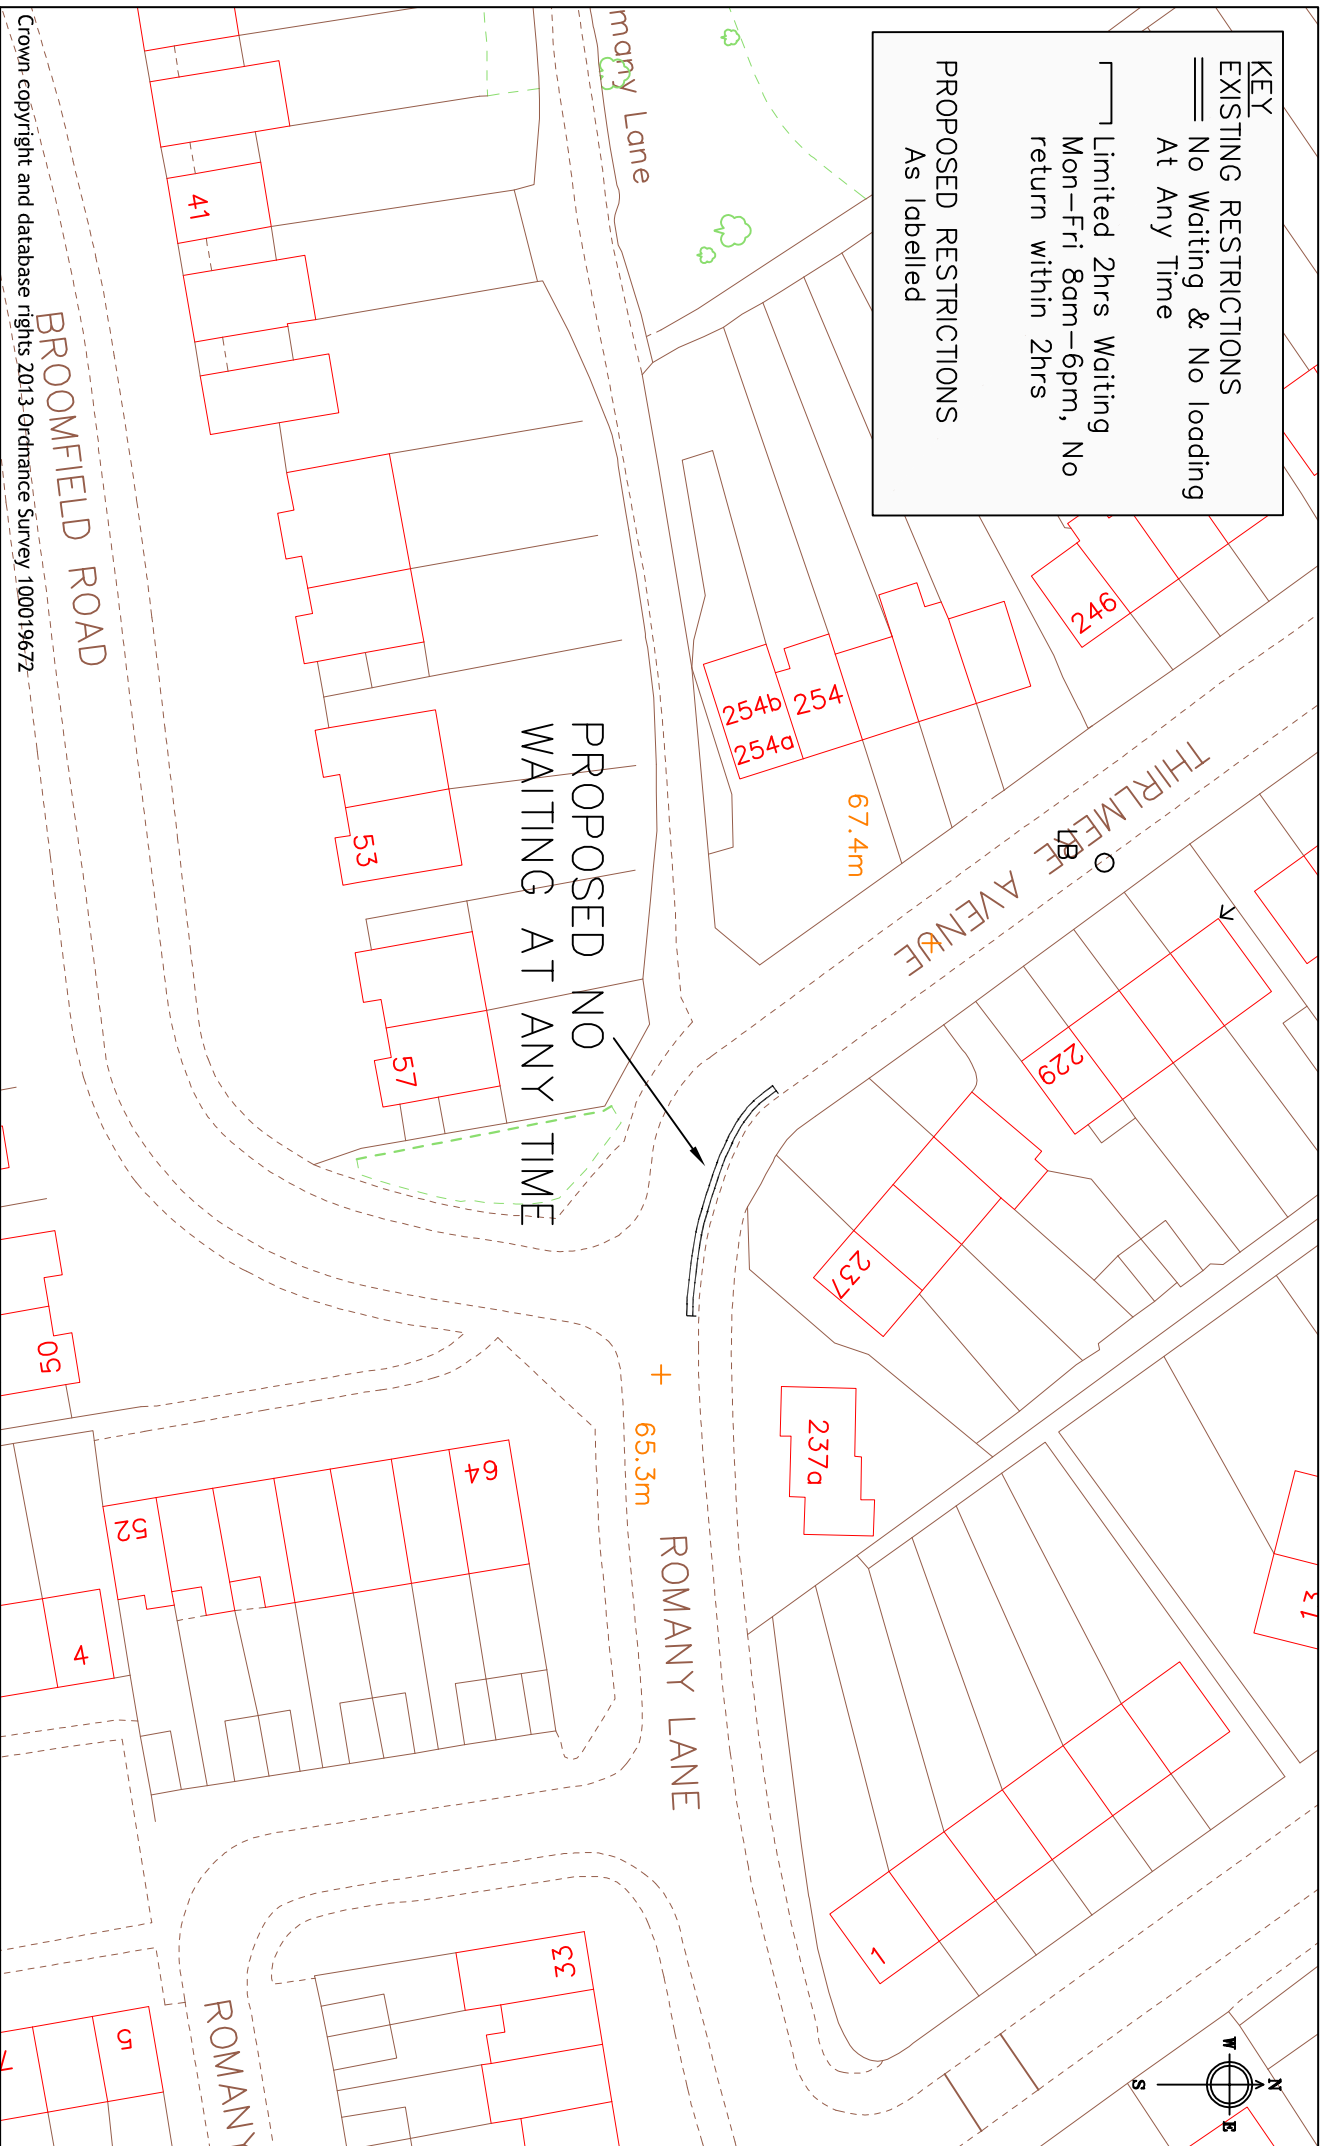 KEY
EXISTING RESTRICTIONS
No Waiting & No loading
At Any Time
Limited 2hrs Waiting
Mon-Fri 8am-6pm, No
return within 2hrs
PROPOSED RESTRICTIONS
As labelled
many Lane
246
254
254b
254a
67.4m
THIRLMERE AVENUE
LB
229
237
237a
PROPOSED NO
WAITING AT ANY TIME
41
53
57
BROOMFIELD ROAD
50
52
64
4
65.3m
ROMANY LANE
13
1
33
5
7
ROMANY
N
W
E
S
Crown copyright and database rights 2013 Ordnance Survey 100019672